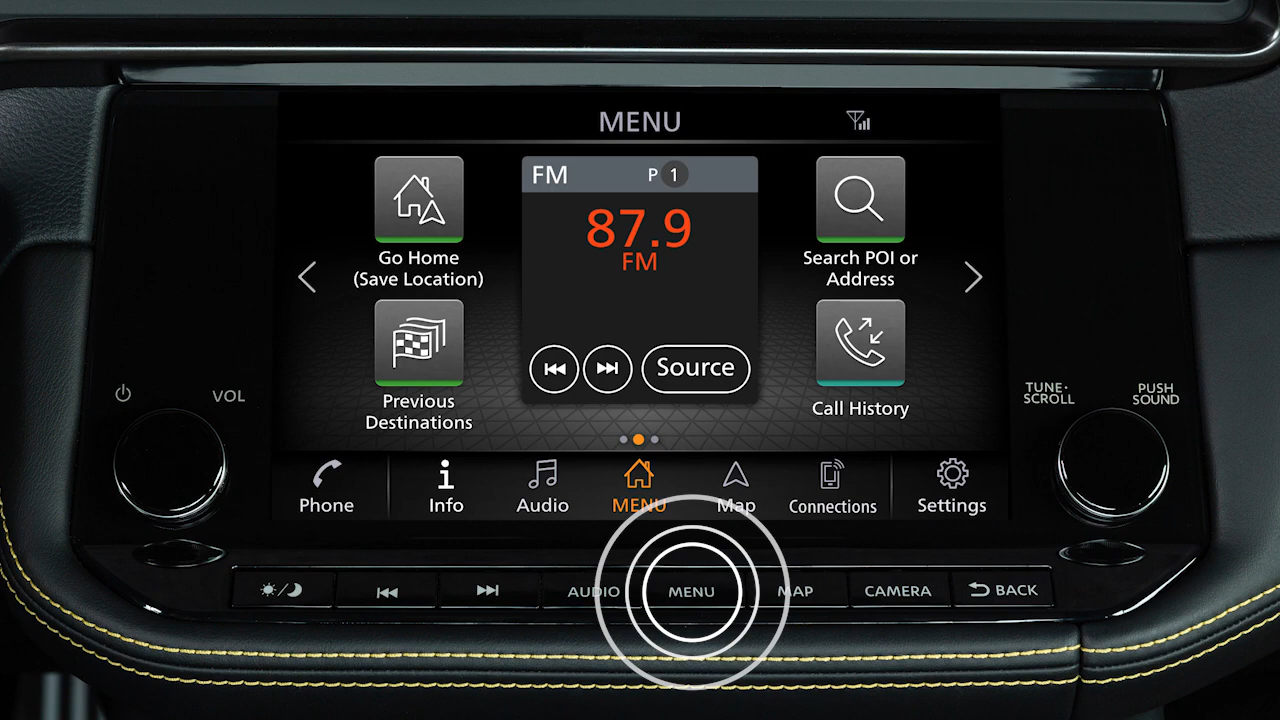 MENU
FM
P 1
87.9
FM
Go Home
(Save Location)
Search POI or
Address
Source
Previous
Destinations
Call History
VOL
TUNE·
SCROLL
PUSH
SOUND
Phone
Info
Audio
MENU
Map
Connections
Settings
AUDIO
MENU
MAP
CAMERA
BACK